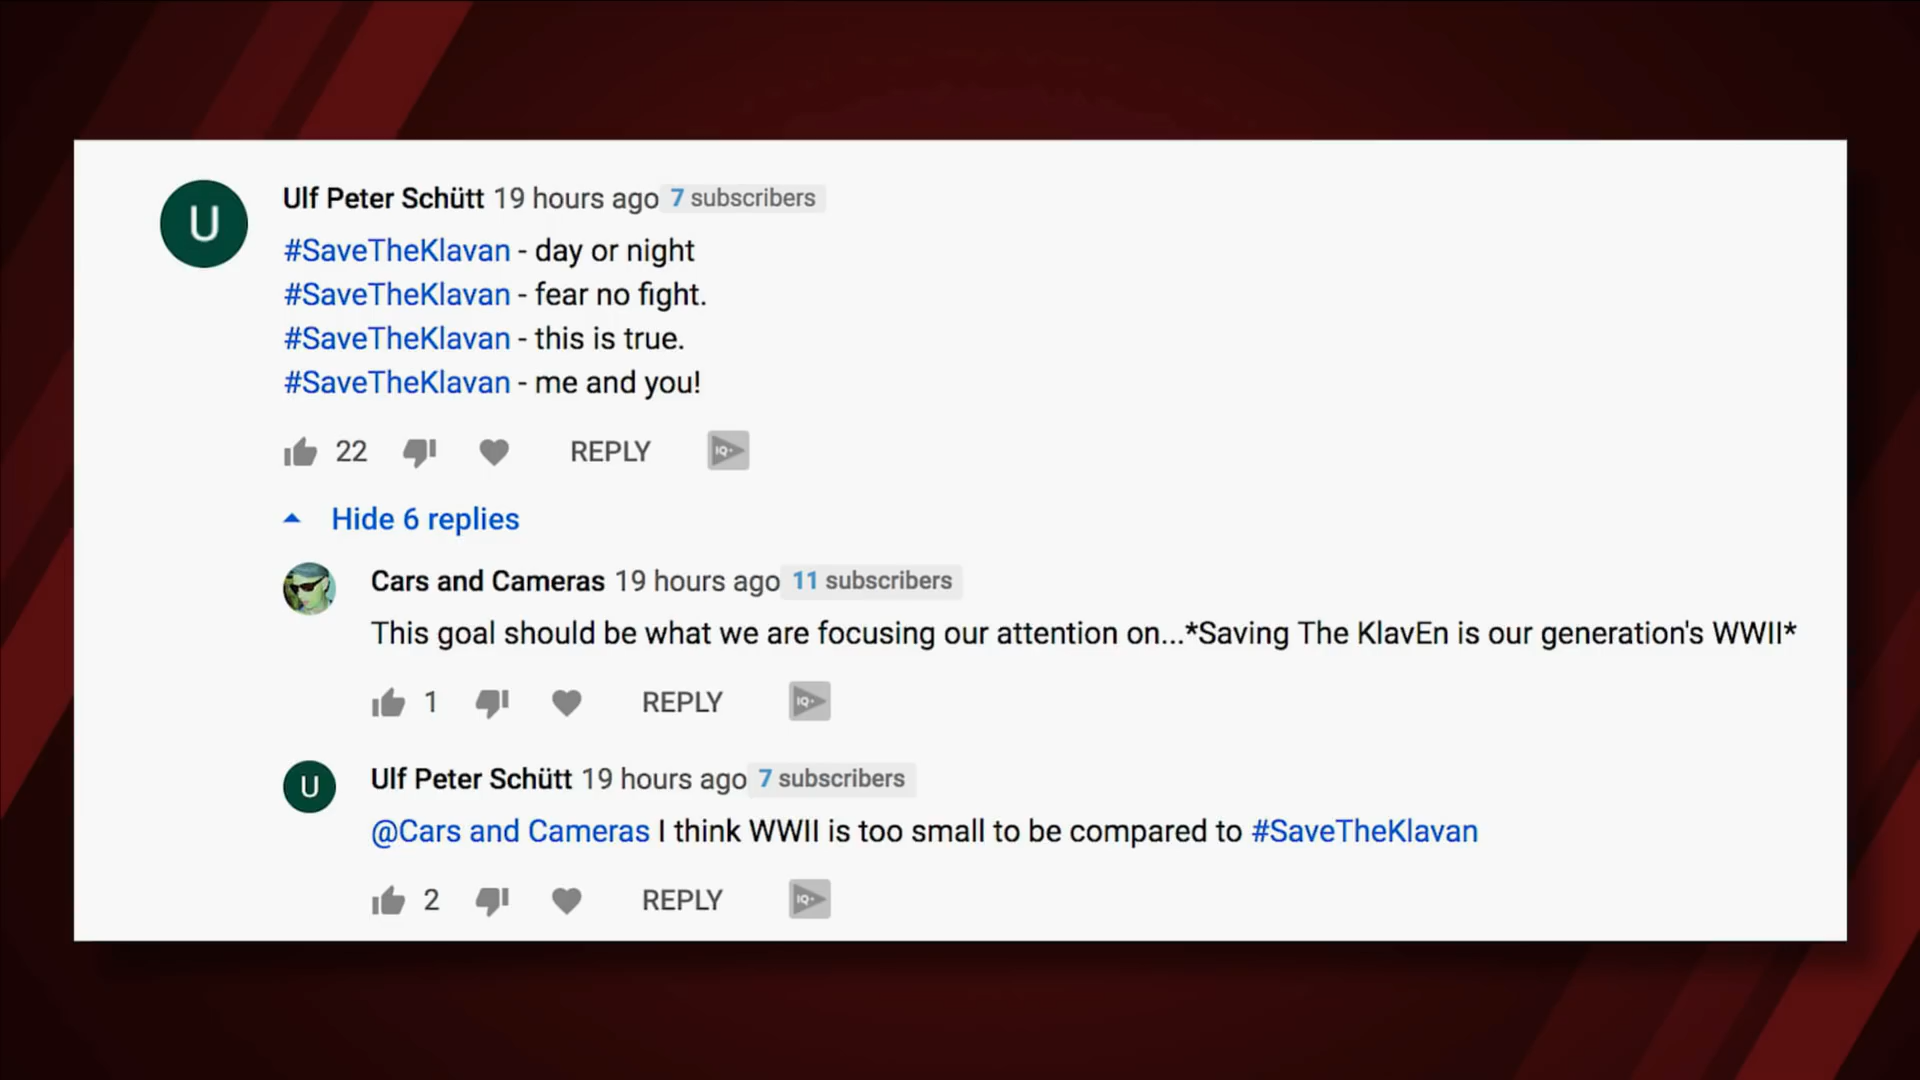 U
Ulf Peter Schütt 19 hours ago 7 subscribers
#SaveTheKlavan - day or night
#SaveTheKlavan - fear no fight.
#SaveTheKlavan - this is true.
#SaveTheKlavan - me and you!
22 REPLY IQ
Hide 6 replies
Cars and Cameras 19 hours ago 11 subscribers
This goal should be what we are focusing our attention on...*Saving The KlavEn is our generation's WWII*
1 REPLY IQ
U
Ulf Peter Schütt 19 hours ago 7 subscribers
@Cars and Cameras I think WWII is too small to be compared to #SaveTheKlavan
2 REPLY IQ